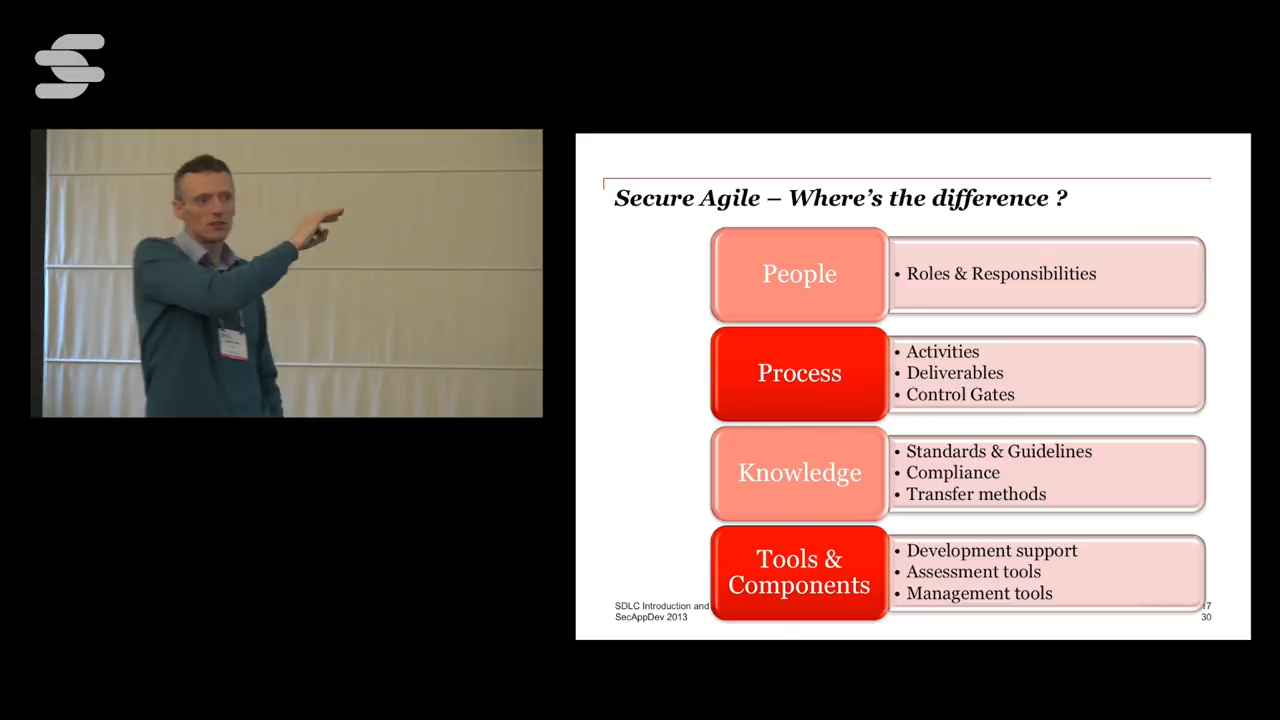 Secure Agile – Where's the difference ?
People
• Roles & Responsibilities
Process
• Activities
• Deliverables
• Control Gates
Knowledge
• Standards & Guidelines
• Compliance
• Transfer methods
Tools &
Components
• Development support
• Assessment tools
• Management tools
SDLC Introduction and
SecAppDev 2013
17
30